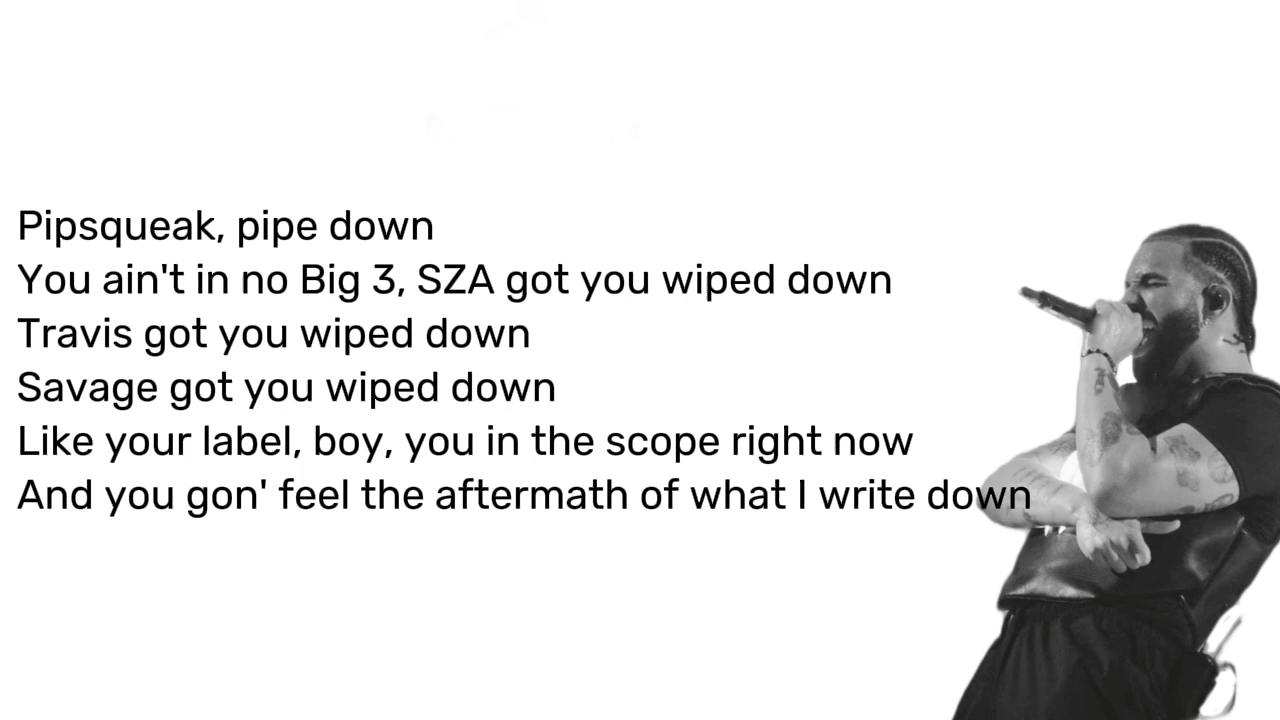 Pipsqueak, pipe down
You ain't in no Big 3, SZA got you wiped down
Travis got you wiped down
Savage got you wiped down
Like your label, boy, you in the scope right now
And you gon' feel the aftermath of what I write down